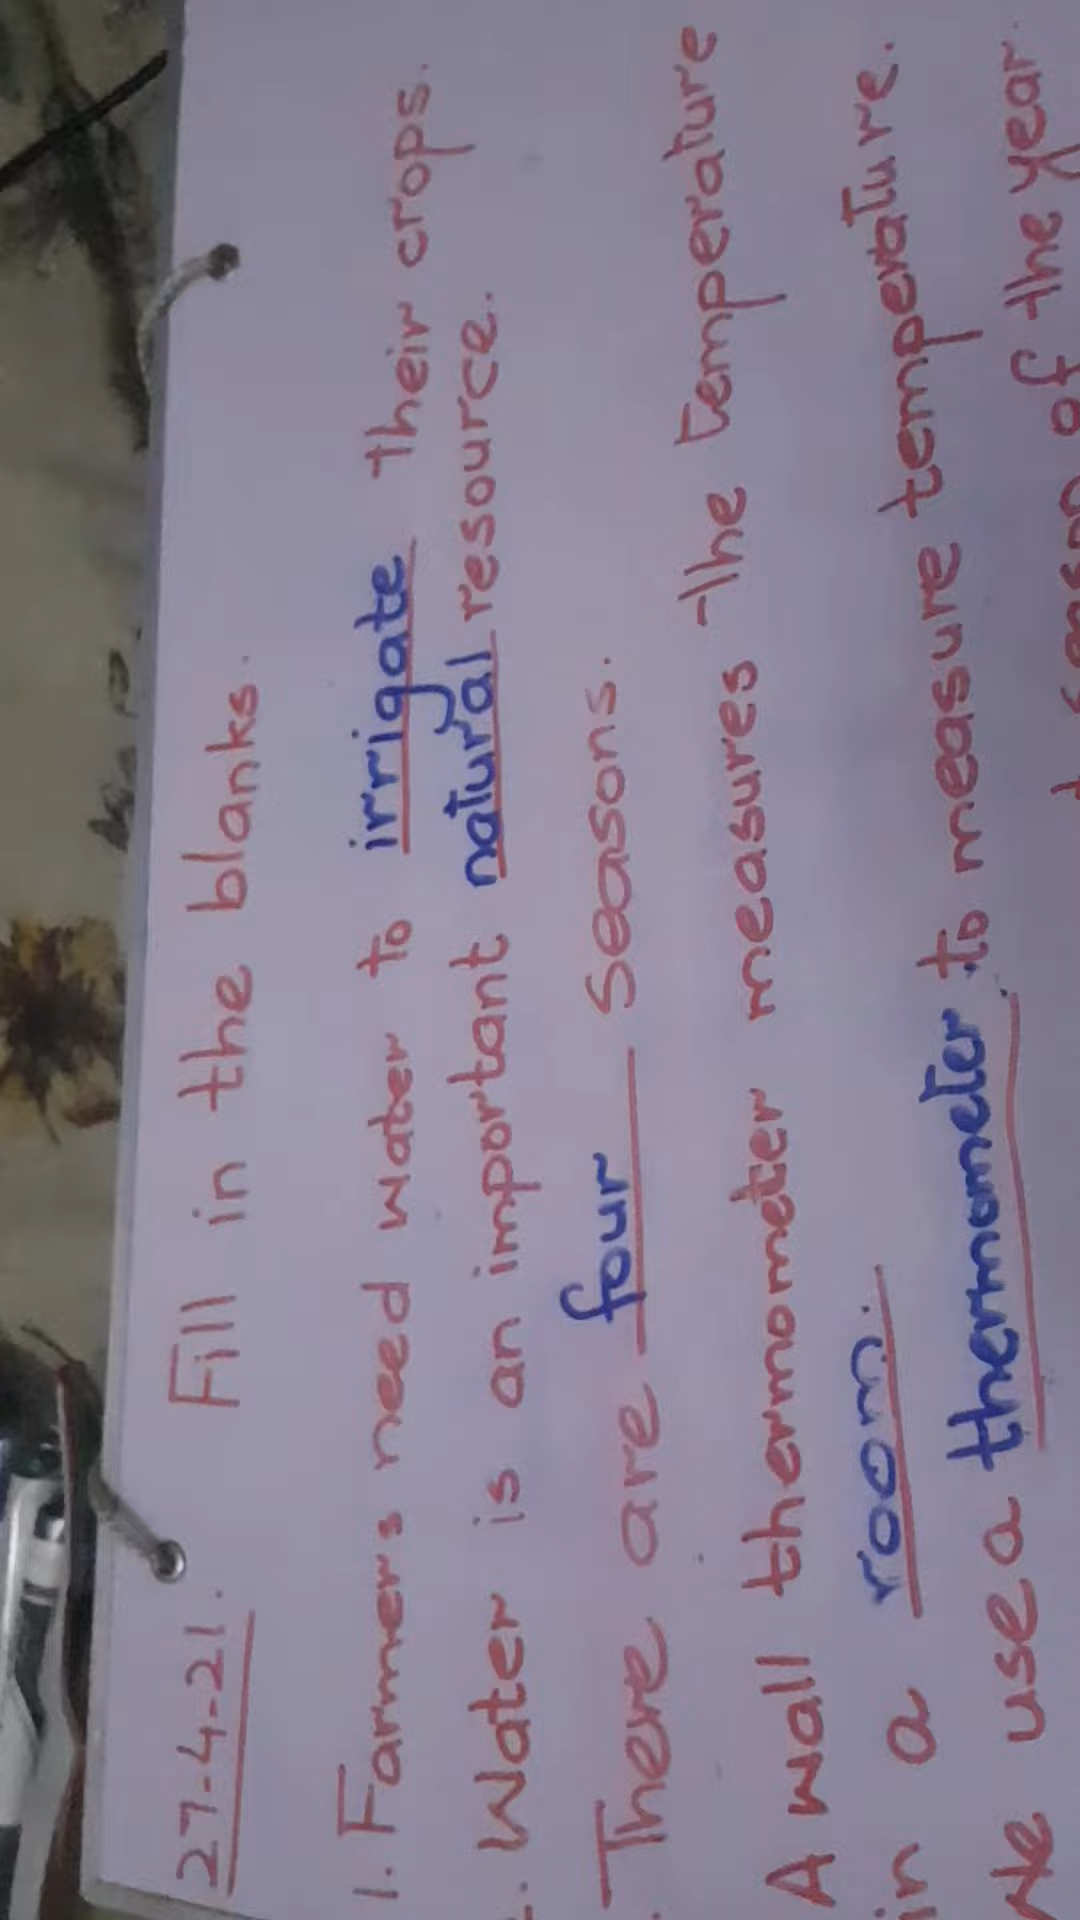 27-4-21. Fill in the blanks.
1. Farmers need water to irrigate their crops.
. Water is an important natural resource.
. There are four seasons.
A wall thermometer measures the temperature
in a room.
We use a thermometer to measure temperature.
season of the year.